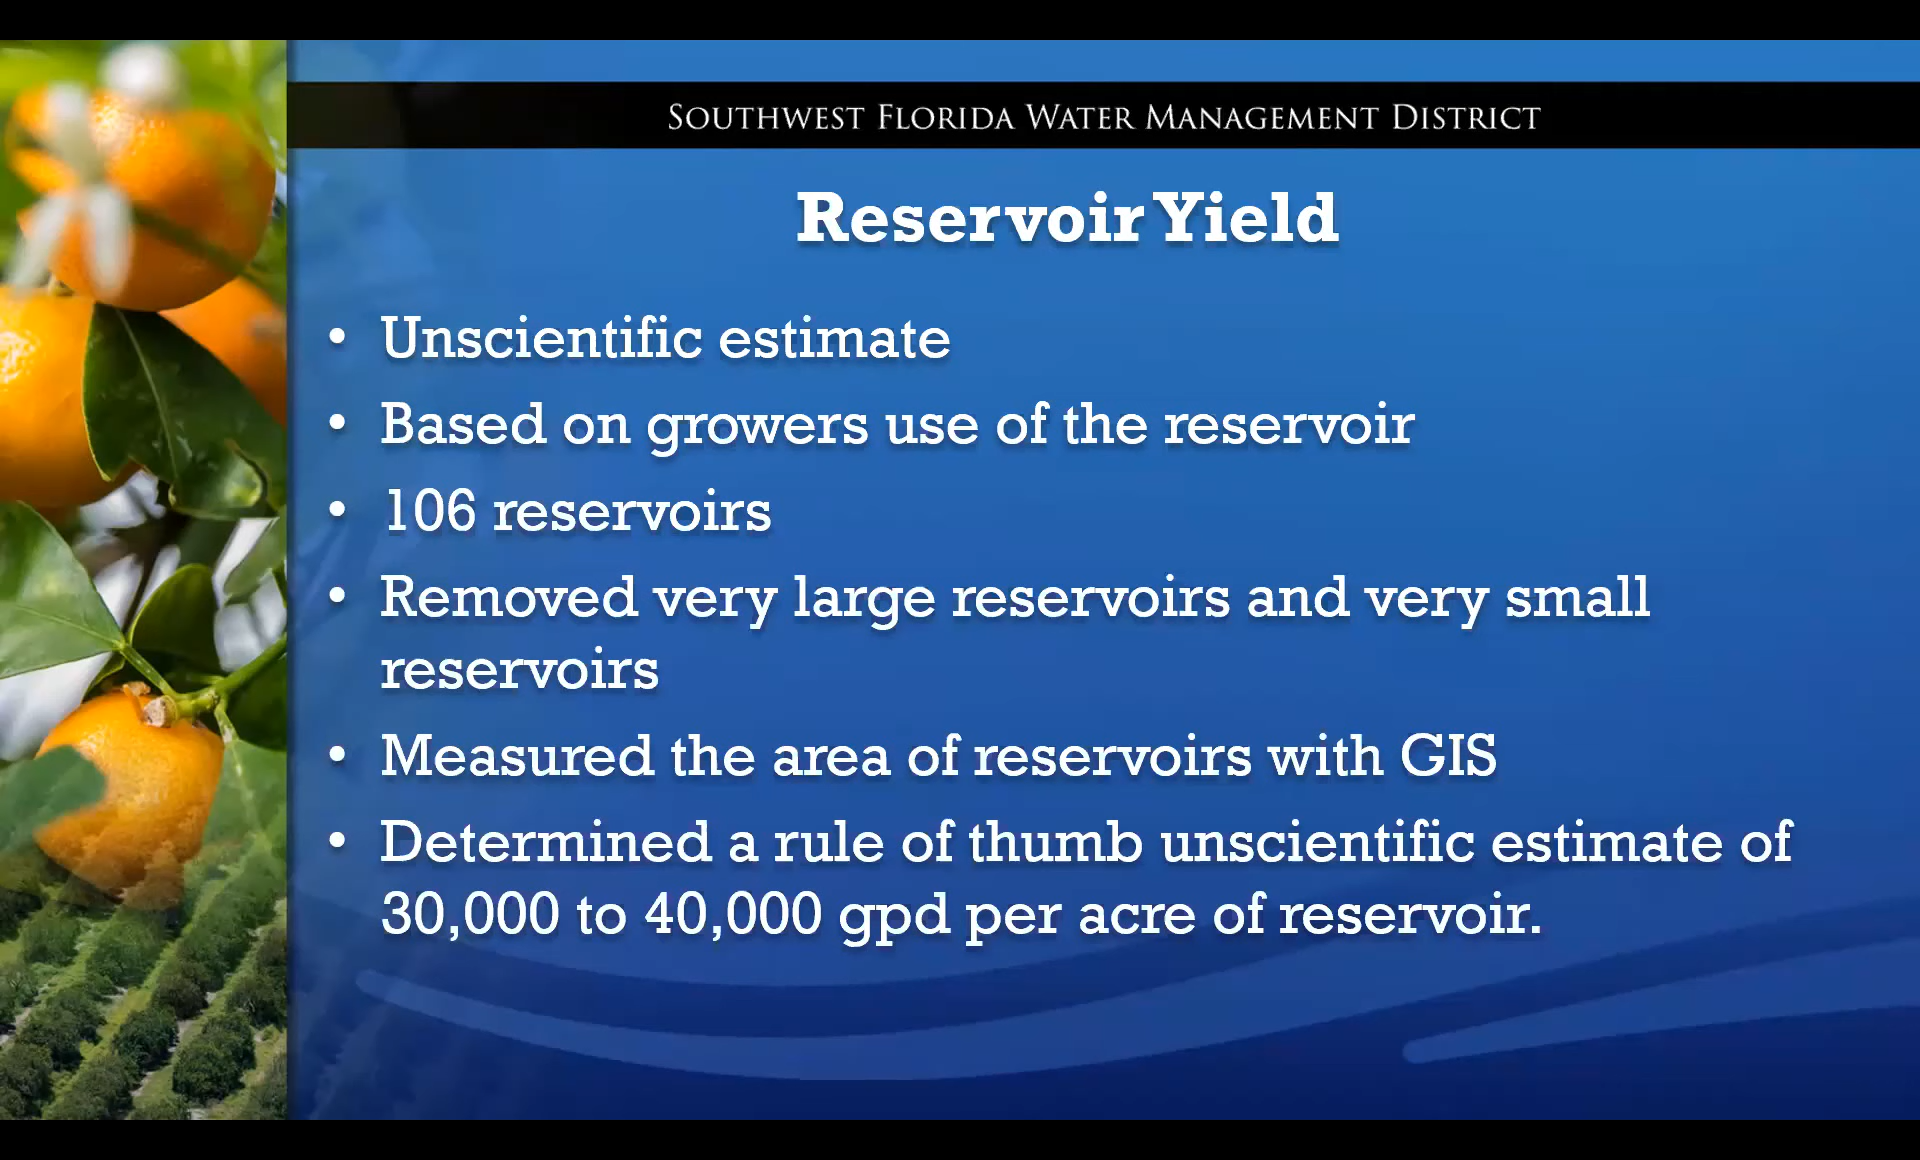 Southwest Florida Water Management District
Reservoir Yield
• Unscientific estimate
• Based on growers use of the reservoir
• 106 reservoirs
• Removed very large reservoirs and very small
reservoirs
• Measured the area of reservoirs with GIS
• Determined a rule of thumb unscientific estimate of
30,000 to 40,000 gpd per acre of reservoir.